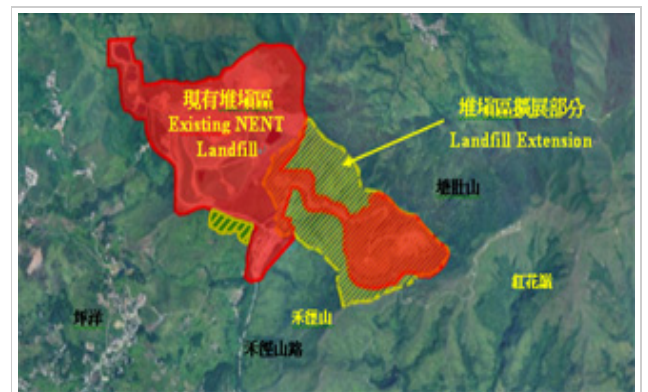 現有堆填區
Existing NENT
Landfill
堆填區擴展部分
Landfill Extension
塘肚山
紅花嶺
坪洋
禾徑山
禾徑山路